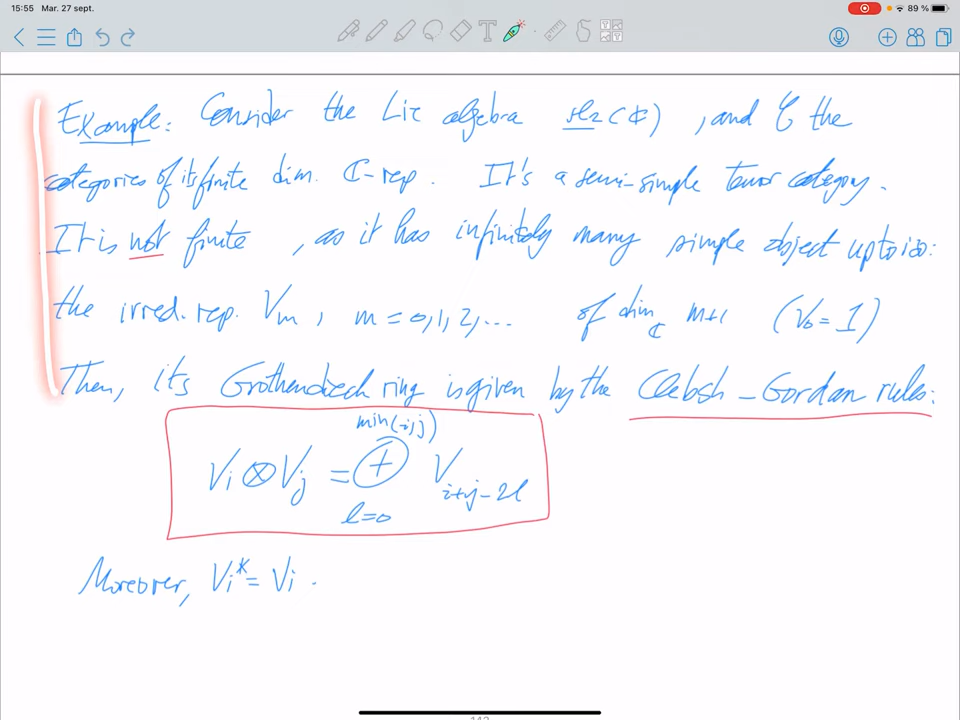 15:55 Mar. 27 sept. 89 %
Example: Consider the Lie algebra sl₂(ℂ), and C the
categories of its finite dim. ℂ-rep. It's a semi-simple tensor category.
It is not finite, as it has infinitely many simple object up to iso:
the irred. rep. Vm, m = 0, 1, 2, ... of dim_ℂ m+1 (V₀ = 1)
Then, its Grothendieck ring is given by the Clebsh-Gordan rules:
Vi ⊗ Vj = ⊕_{l=0}^{min(i,j)} V_{i+j-2l}
Moreover, Vi* = Vi.